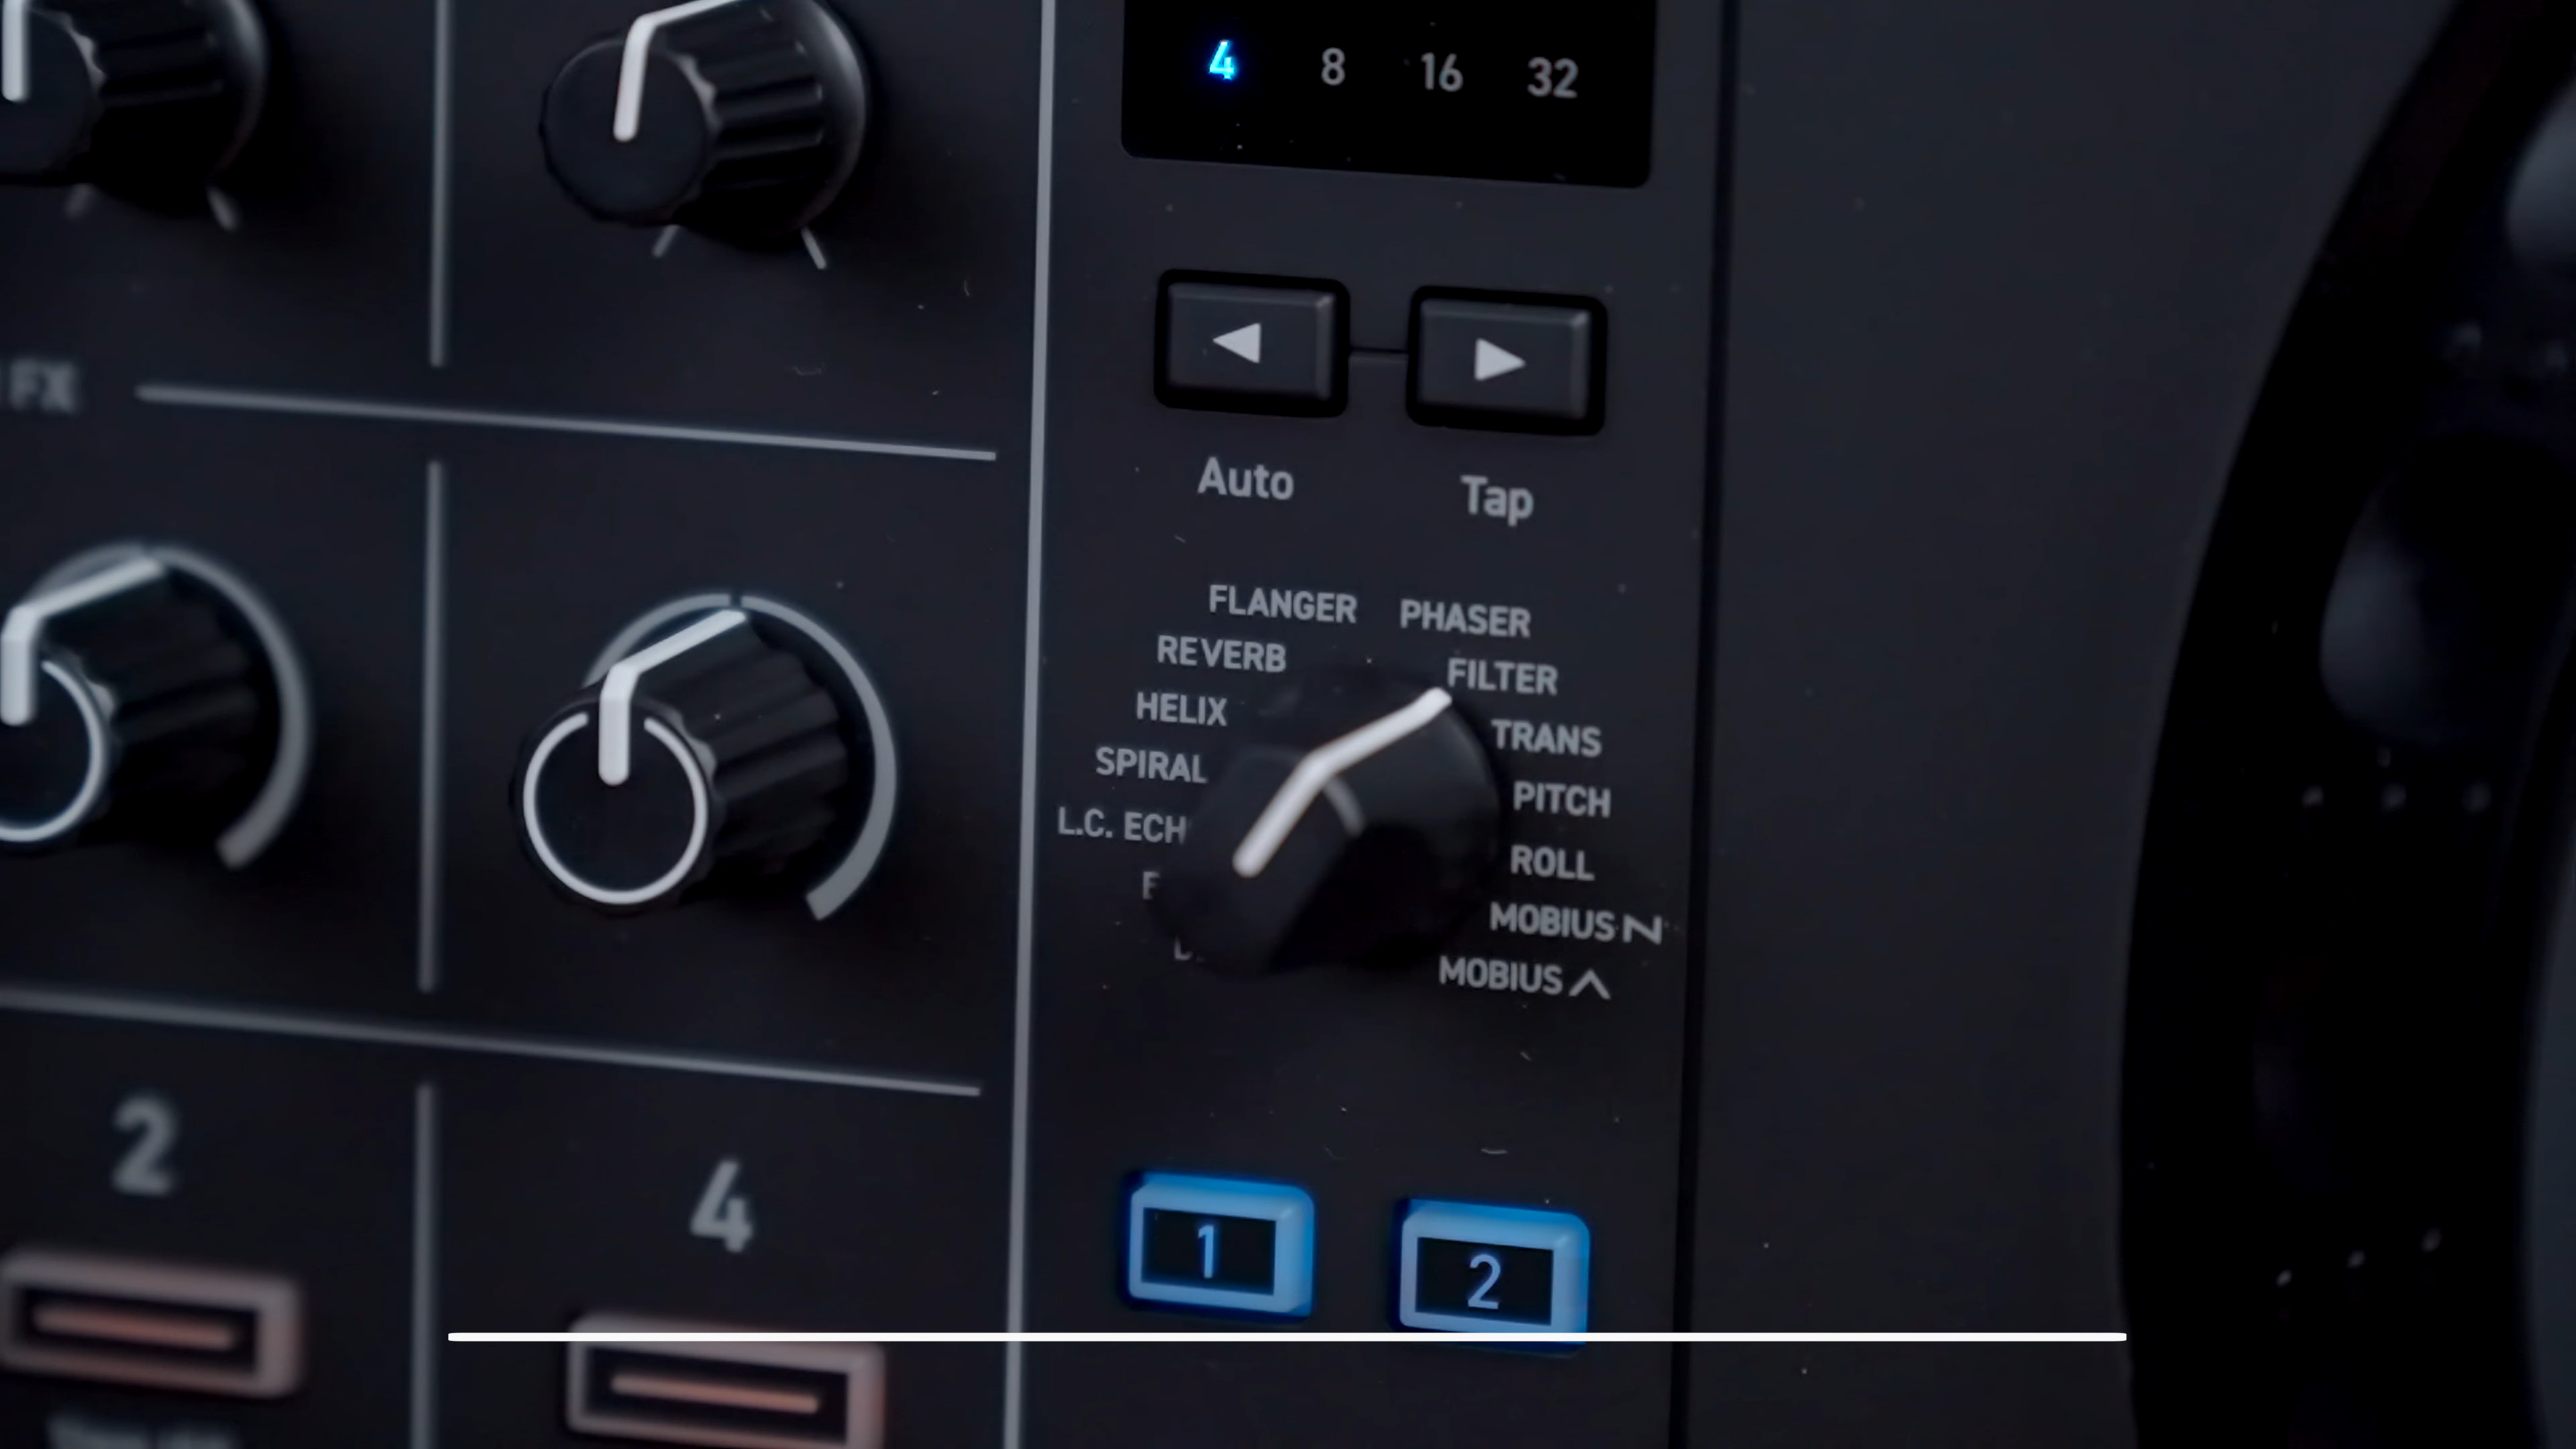 4 8 16 32
FX
Auto Tap
FLANGER PHASER
REVERB FILTER
HELIX TRANS
SPIRAL PITCH
L.C. ECH
ROLL
MOBIUS N
MOBIUS
2 4
1 2